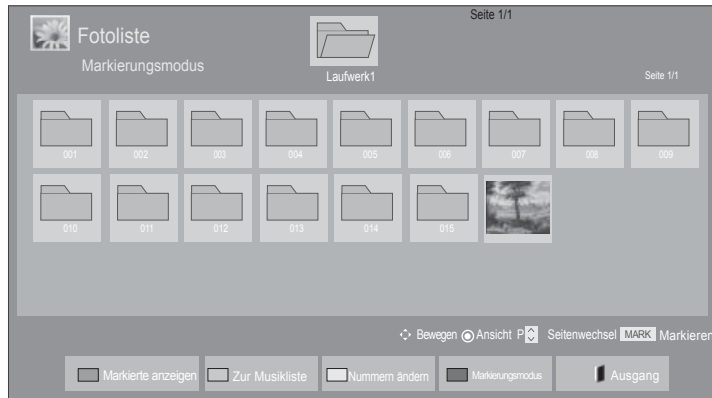 Seite 1/1
Fotoliste
Markierungsmodus
Laufwerk1
Seite 1/1
001 002 003 004 005 006 007 008 009
010 011 012 013 014 015
Bewegen Ansicht P Seitenwechsel MARK Markieren
Markierte anzeigen Zur Musikliste Nummern ändern Markierungsmodus Ausgang